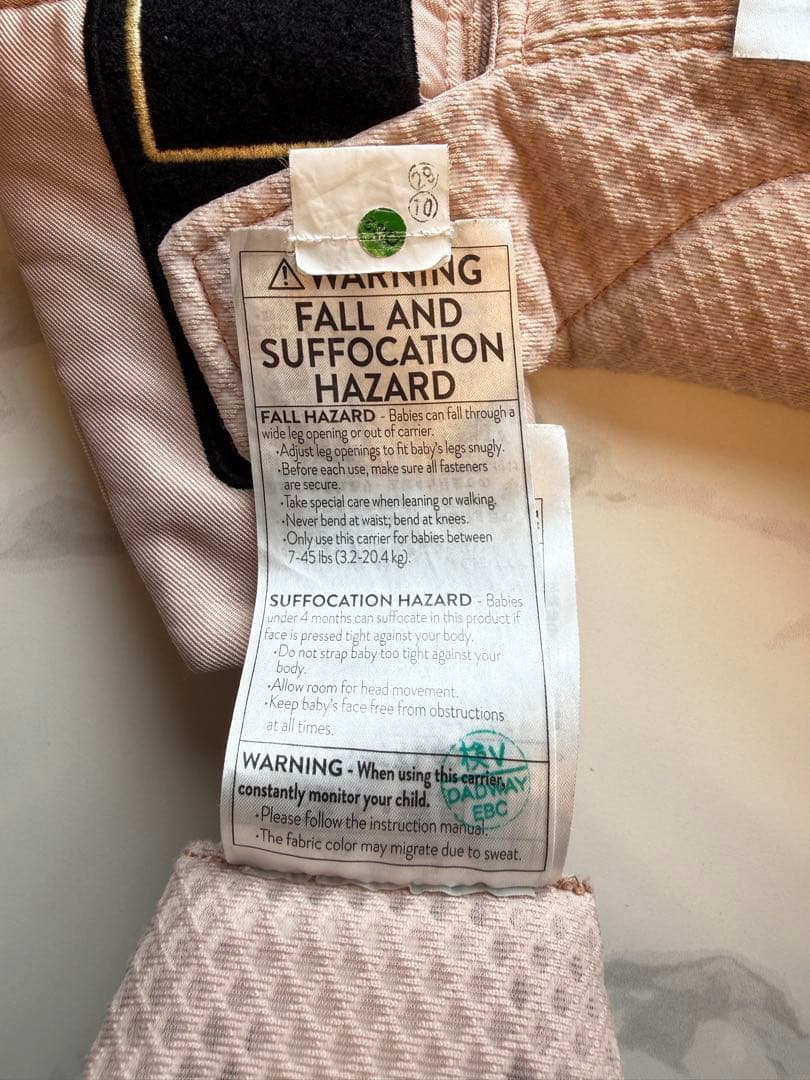 28
10
WARNING
FALL AND
SUFFOCATION
HAZARD
FALL HAZARD - Babies can fall through a
wide leg opening or out of carrier.
•Adjust leg openings to fit baby's legs snugly.
•Before each use, make sure all fasteners
are secure.
•Take special care when leaning or walking.
•Never bend at waist; bend at knees.
•Only use this carrier for babies between
7-45 lbs (3.2-20.4 kg).
SUFFOCATION HAZARD - Babies
under 4 months can suffocate in this product if
face is pressed tight against your body.
•Do not strap baby too tight against your
body.
•Allow room for head movement.
•Keep baby's face free from obstructions
at all times.
WARNING - When using this carrier,
constantly monitor your child.
•Please follow the instruction manual.
•The fabric color may migrate due to sweat.
検V
DADWAY
EBC